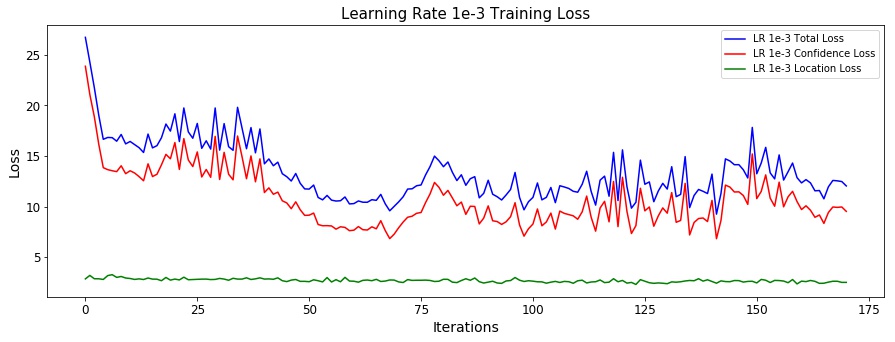 Learning Rate 1e-3 Training Loss
LR 1e-3 Total Loss
LR 1e-3 Confidence Loss
LR 1e-3 Location Loss
Loss
25
20
15
10
5
0
25
50
75
100
125
150
175
Iterations